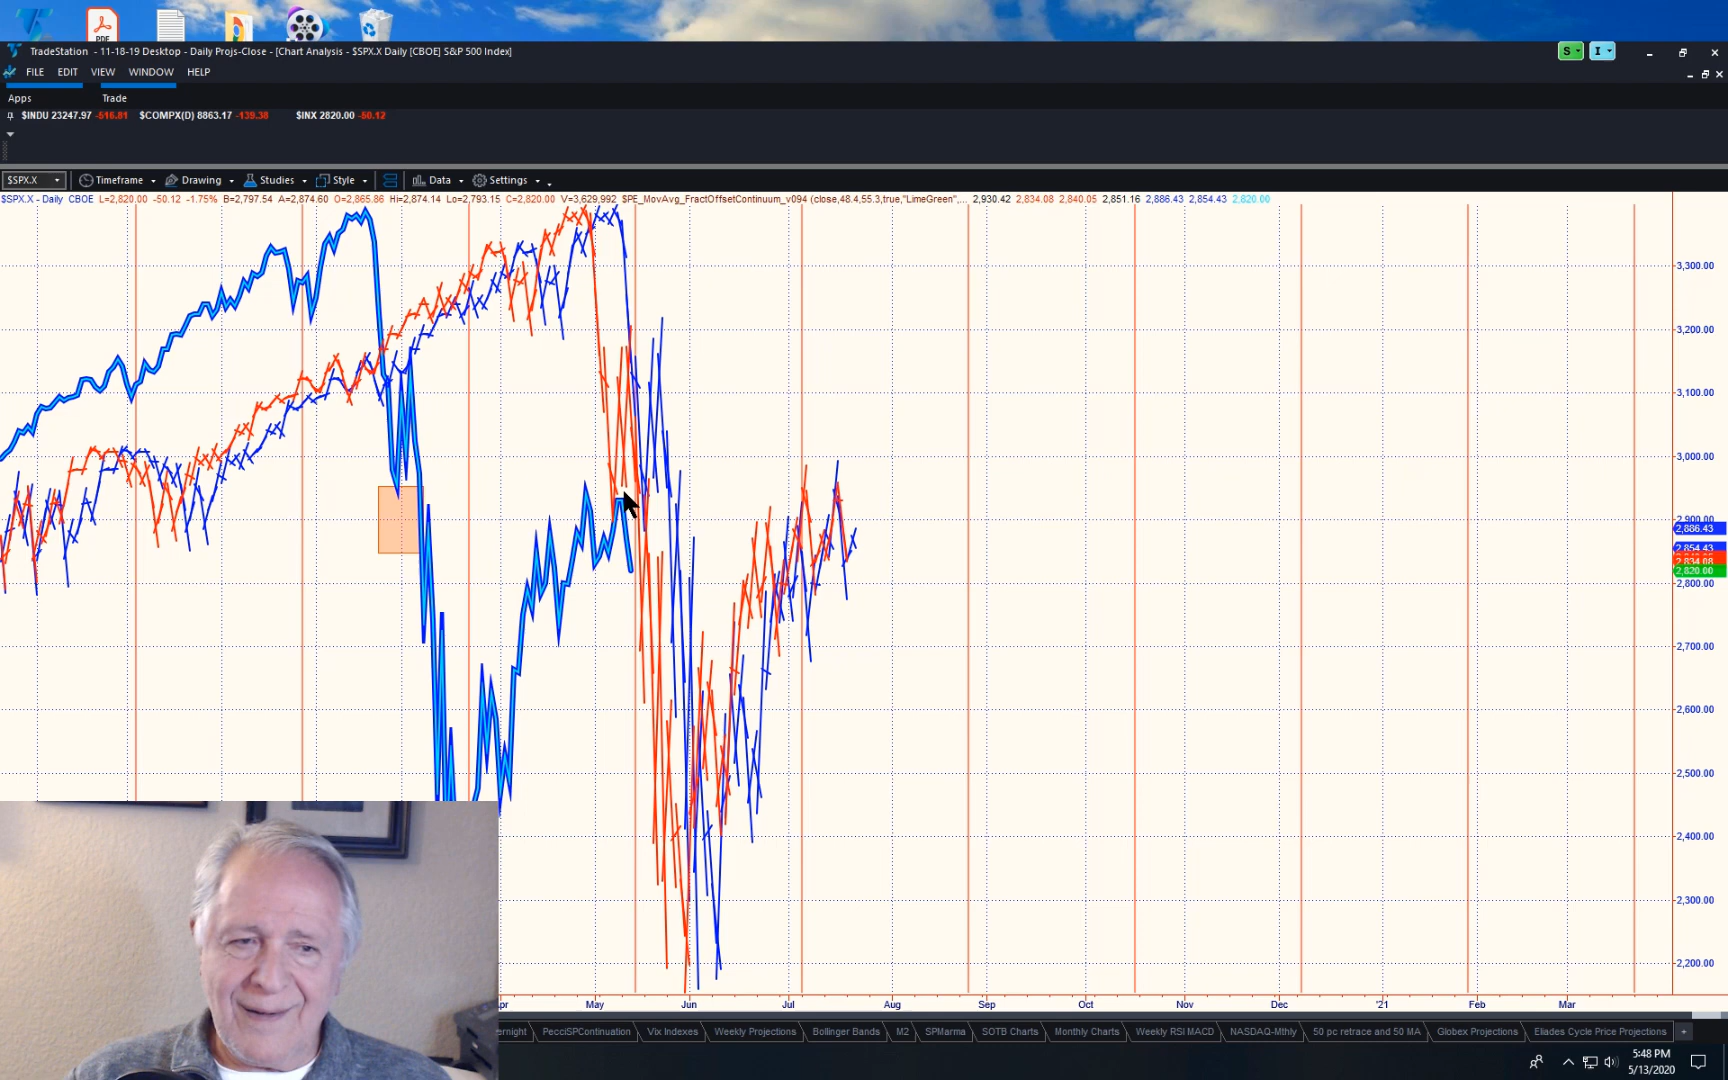 PDF
TradeStation - 11-18-19 Desktop - Daily Projs-Close - [Chart Analysis - $SPX.X Daily [CBOE] S&P 500 Index]
S
I
FILE EDIT VIEW WINDOW HELP
Apps Trade
$INDU 23247.97 -516.81 $COMPX(D) 8863.17 -139.38 $INX 2820.00 -50.12
$SPX.X Timeframe Drawing Studies Style Data Settings
$SPX.X - Daily CBOE L=2,820.00 -50.12 -1.75% B=2,797.54 A=2,874.60 O=2,865.86 Hi=2,874.14 Lo=2,793.15 C=2,820.00 V=3,629,992 $PE_MovAvg_FractOffsetContinuum_v094 (close,48.4,55.3,true,"LimeGreen",... 2,930.42 2,834.08 2,840.05 2,851.16 2,886.43 2,854.43 2,820.00
3,300.00
3,200.00
3,100.00
3,000.00
2,900.00
2,886.43
2,854.43
2,834.08
2,820.00
2,800.00
2,700.00
2,600.00
2,500.00
2,400.00
2,300.00
2,200.00
pr May Jun Jul Aug Sep Oct Nov Dec '21 Feb Mar
ernight PecciSPContinuation Vix Indexes Weekly Projections Bollinger Bands M2 SPMarma SOTB Charts Monthly Charts Weekly RSI MACD NASDAQ-Mthly 50 pc retrace and 50 MA Globex Projections Eliades Cycle Price Projections +
5:48 PM
5/13/2020